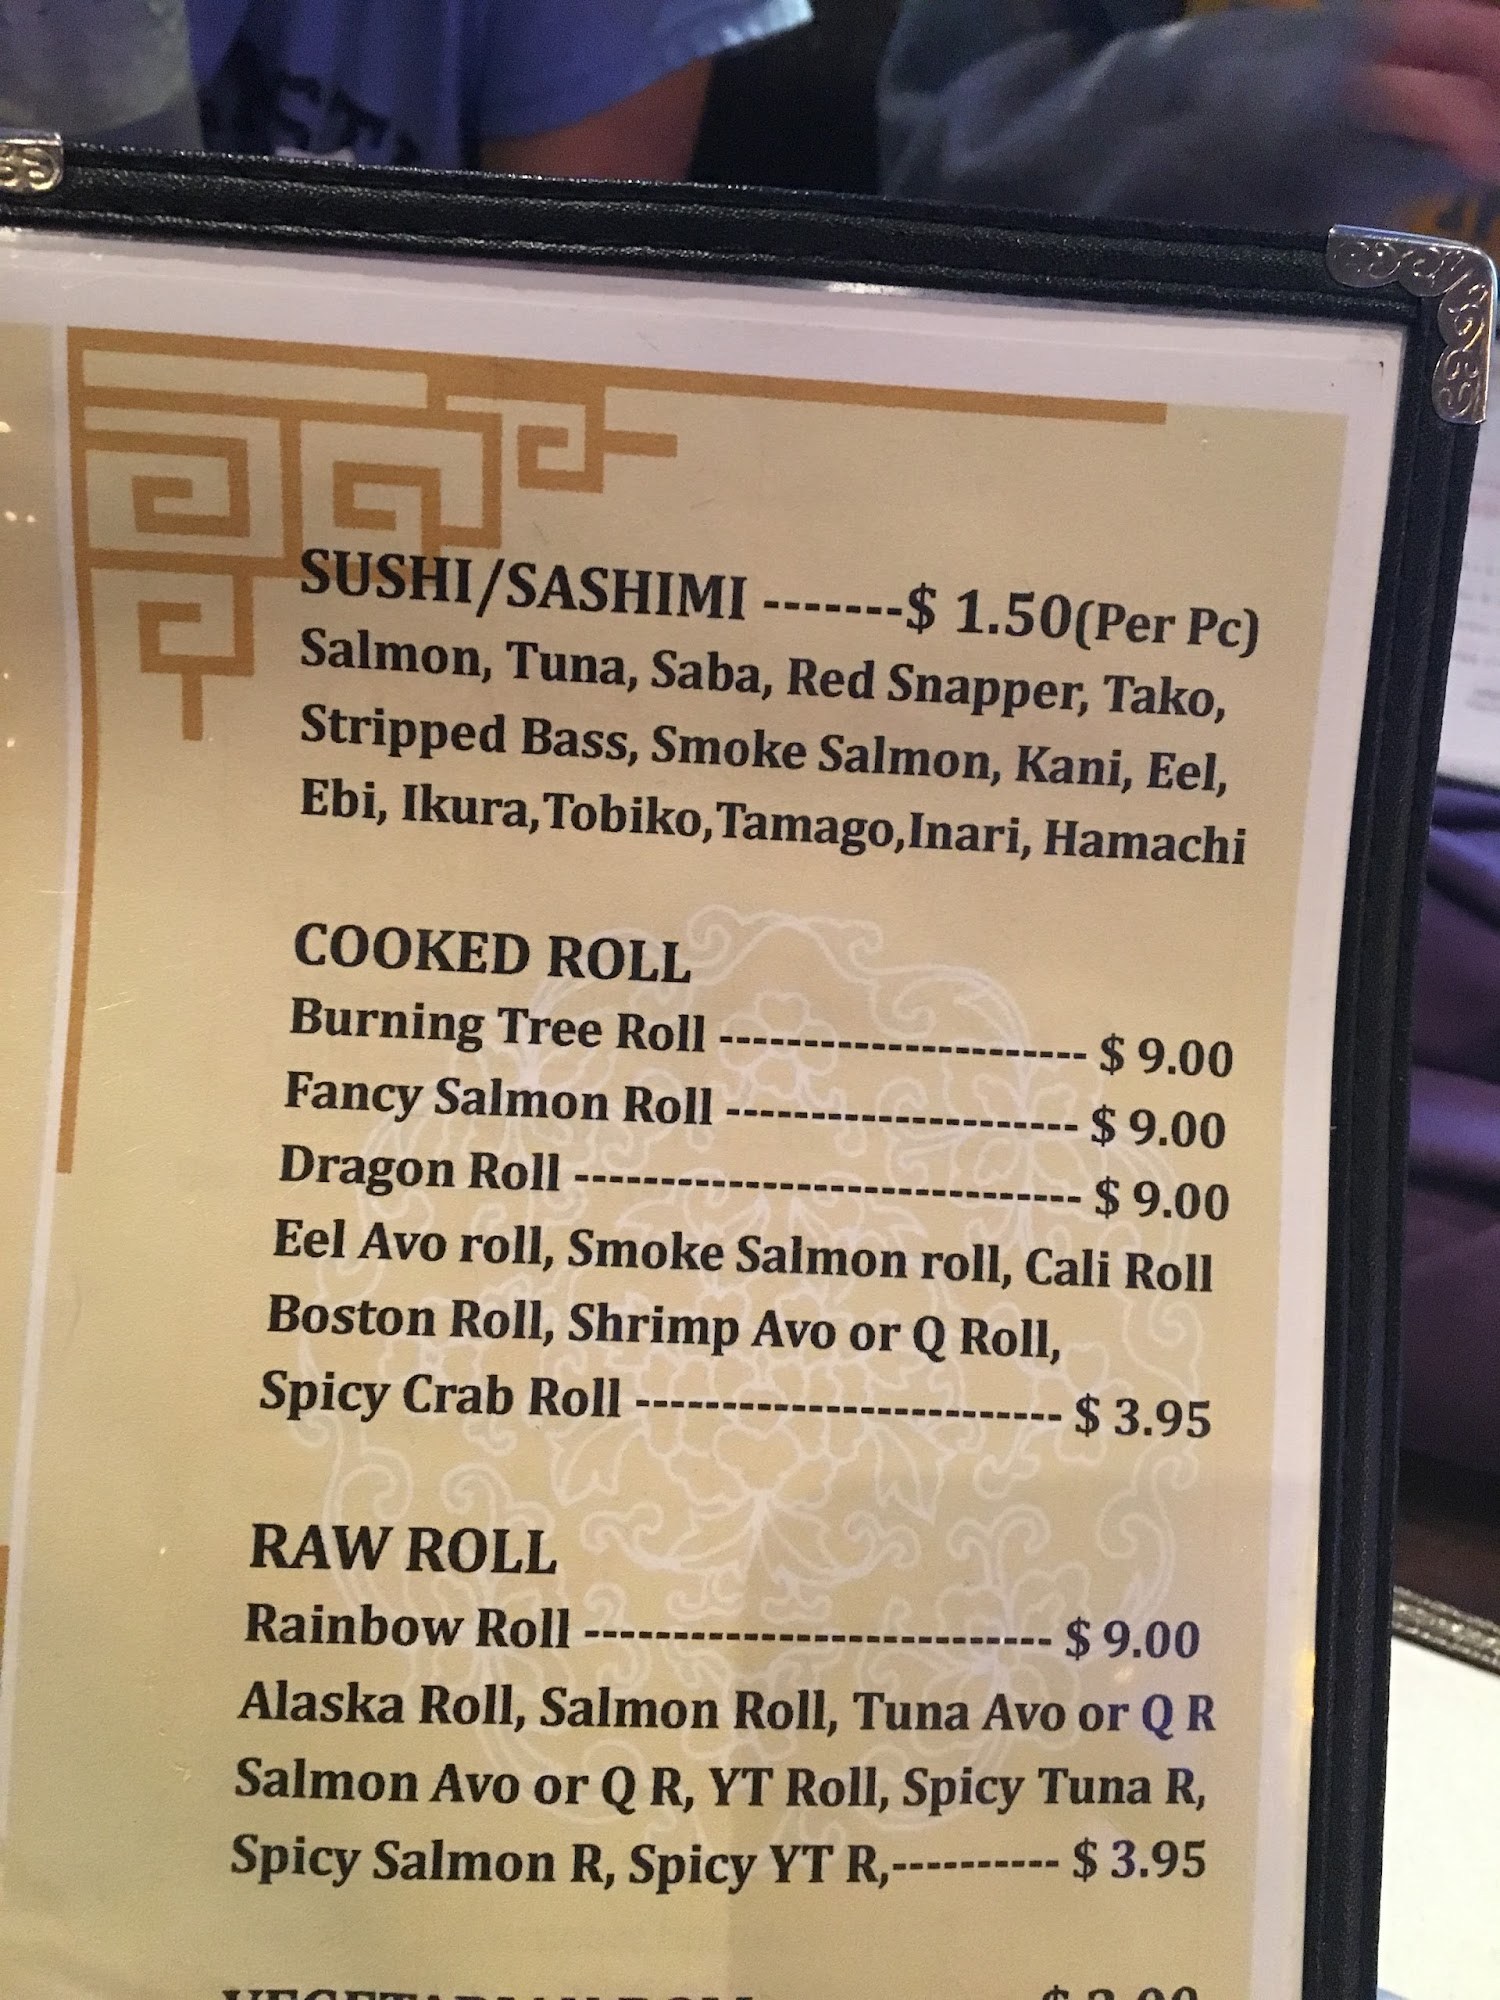 SUSHI/SASHIMI -------$ 1.50(Per Pc)
Salmon, Tuna, Saba, Red Snapper, Tako,
Stripped Bass, Smoke Salmon, Kani, Eel,
Ebi, Ikura,Tobiko,Tamago,Inari, Hamachi
COOKED ROLL
Burning Tree Roll ---------------------- $ 9.00
Fancy Salmon Roll --------------------- $ 9.00
Dragon Roll ------------------------------ $ 9.00
Eel Avo roll, Smoke Salmon roll, Cali Roll
Boston Roll, Shrimp Avo or Q Roll,
Spicy Crab Roll ------------------------- $ 3.95
RAW ROLL
Rainbow Roll ---------------------------- $ 9.00
Alaska Roll, Salmon Roll, Tuna Avo or Q R
Salmon Avo or Q R, YT Roll, Spicy Tuna R,
Spicy Salmon R, Spicy YT R,---------- $ 3.95